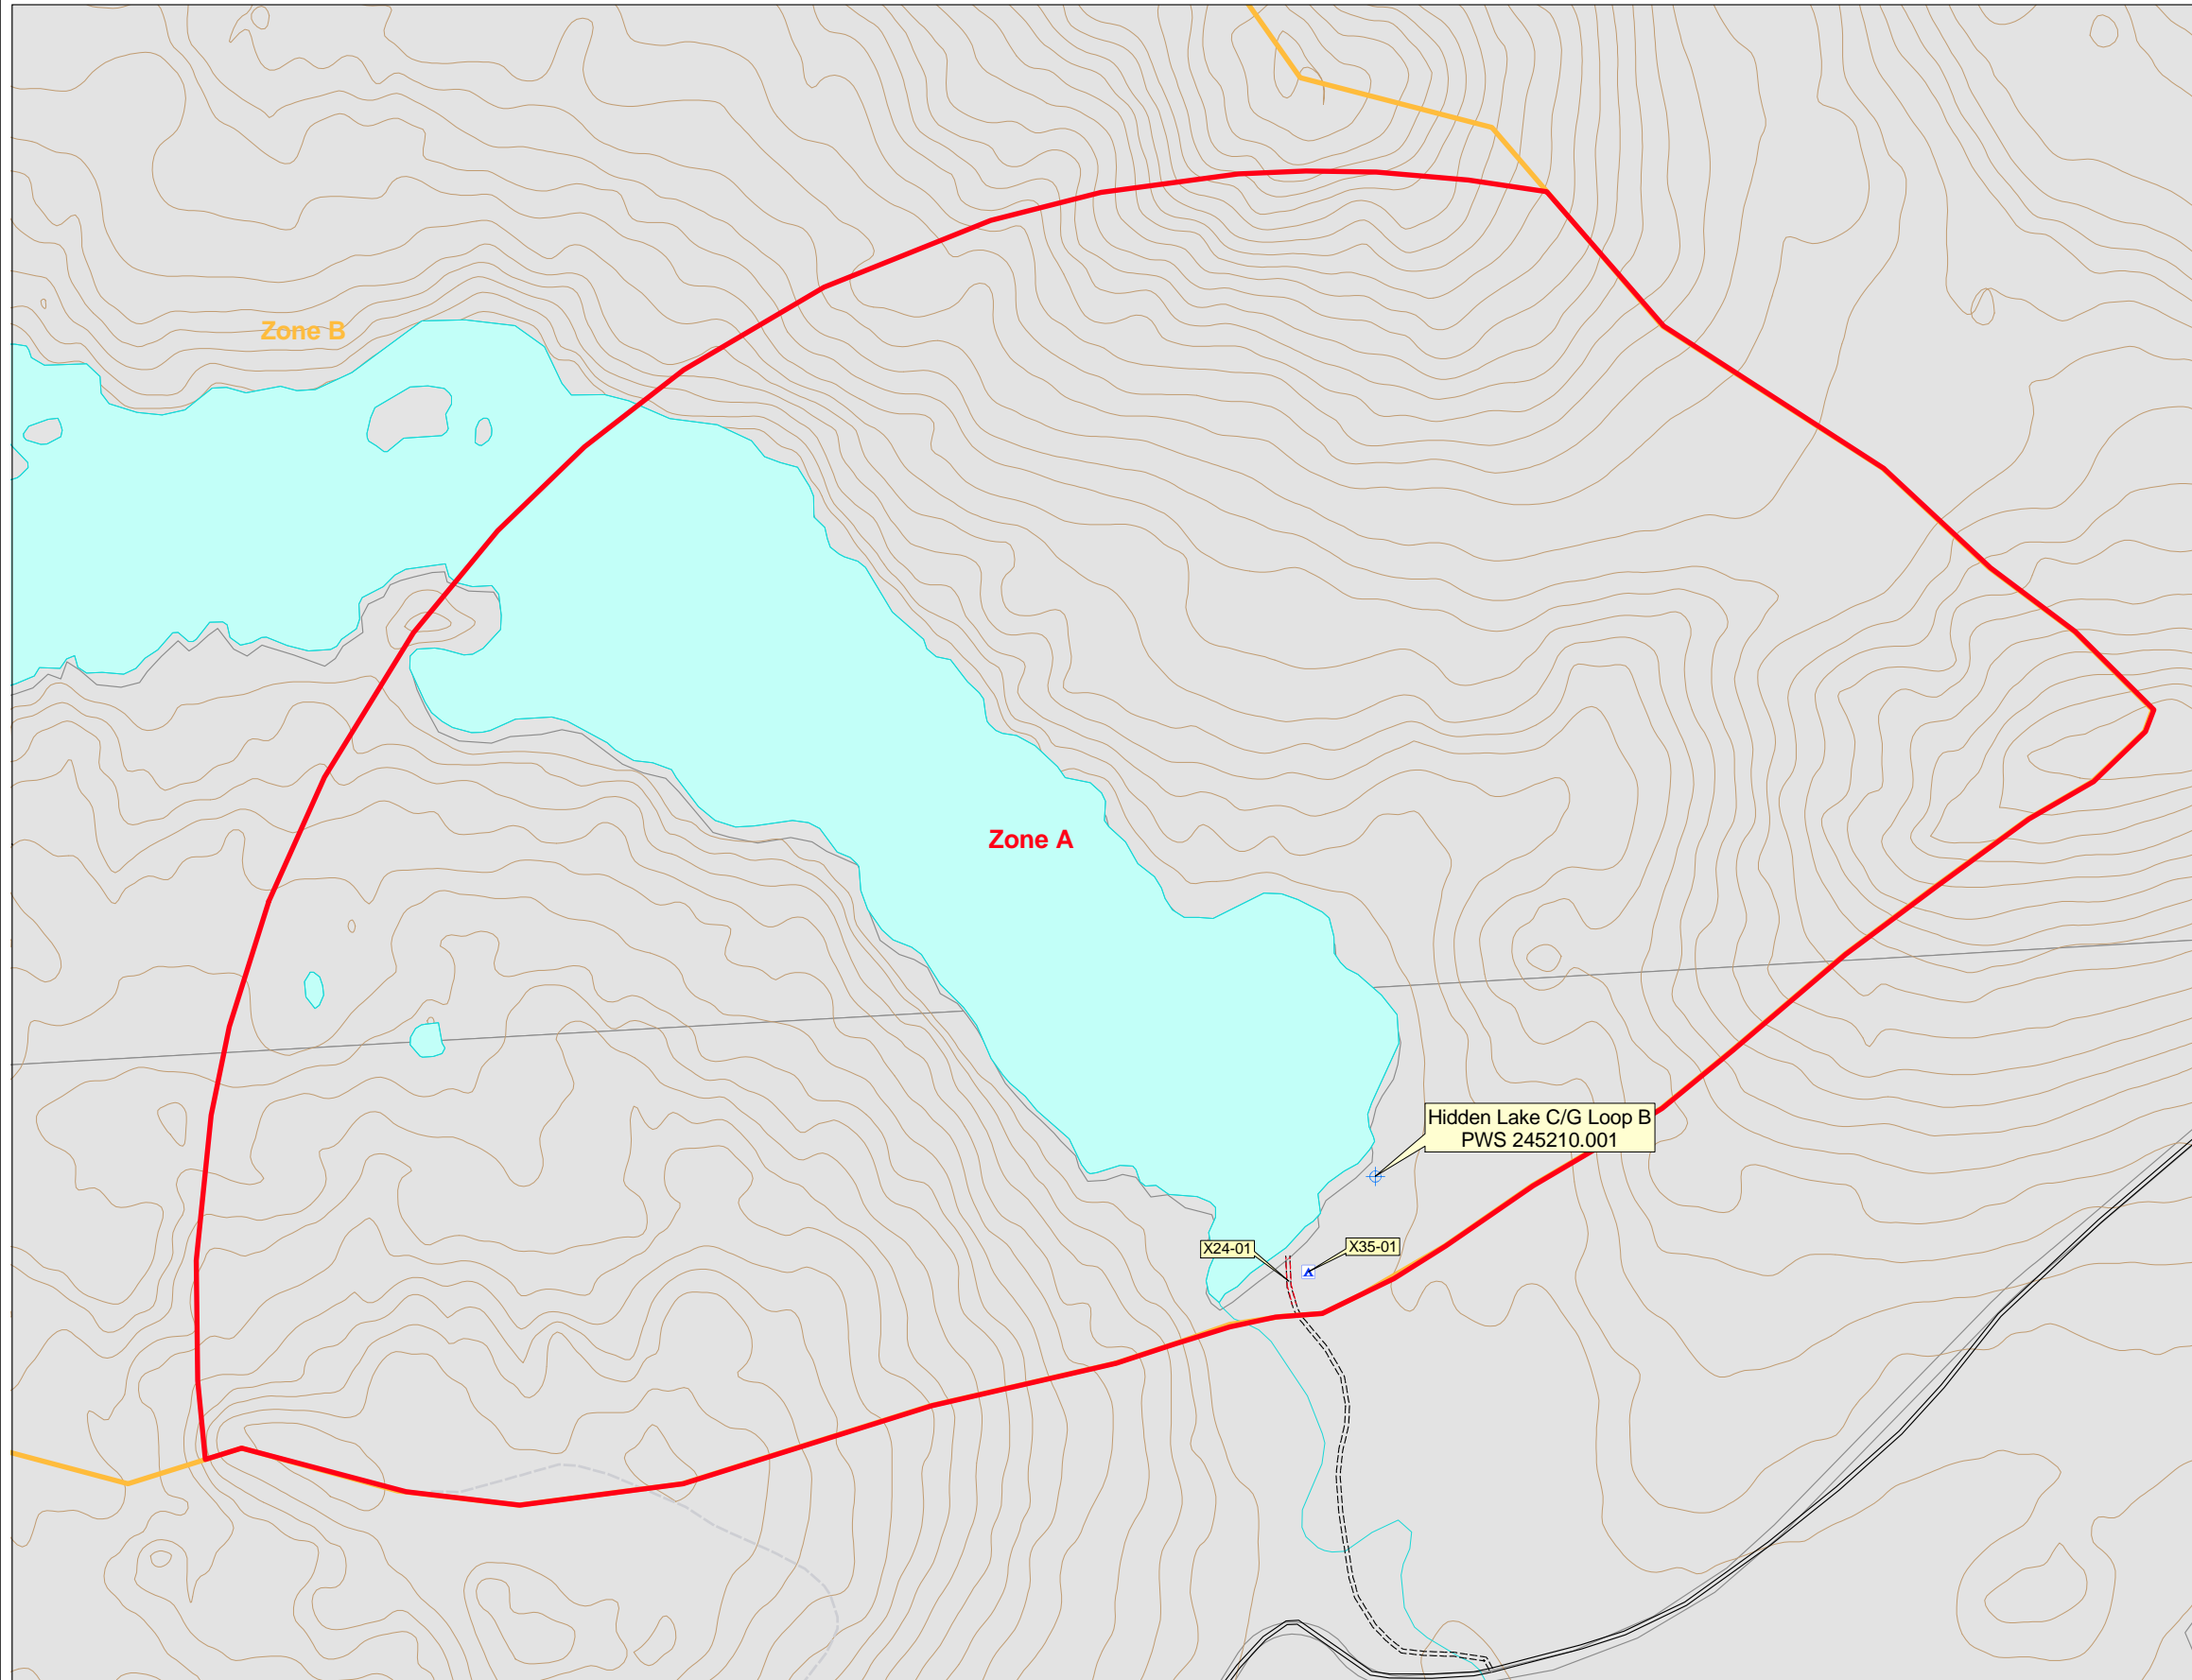 Zone B
Zone A
Hidden Lake C/G Loop B
PWS 245210.001
X24-01
X35-01
A